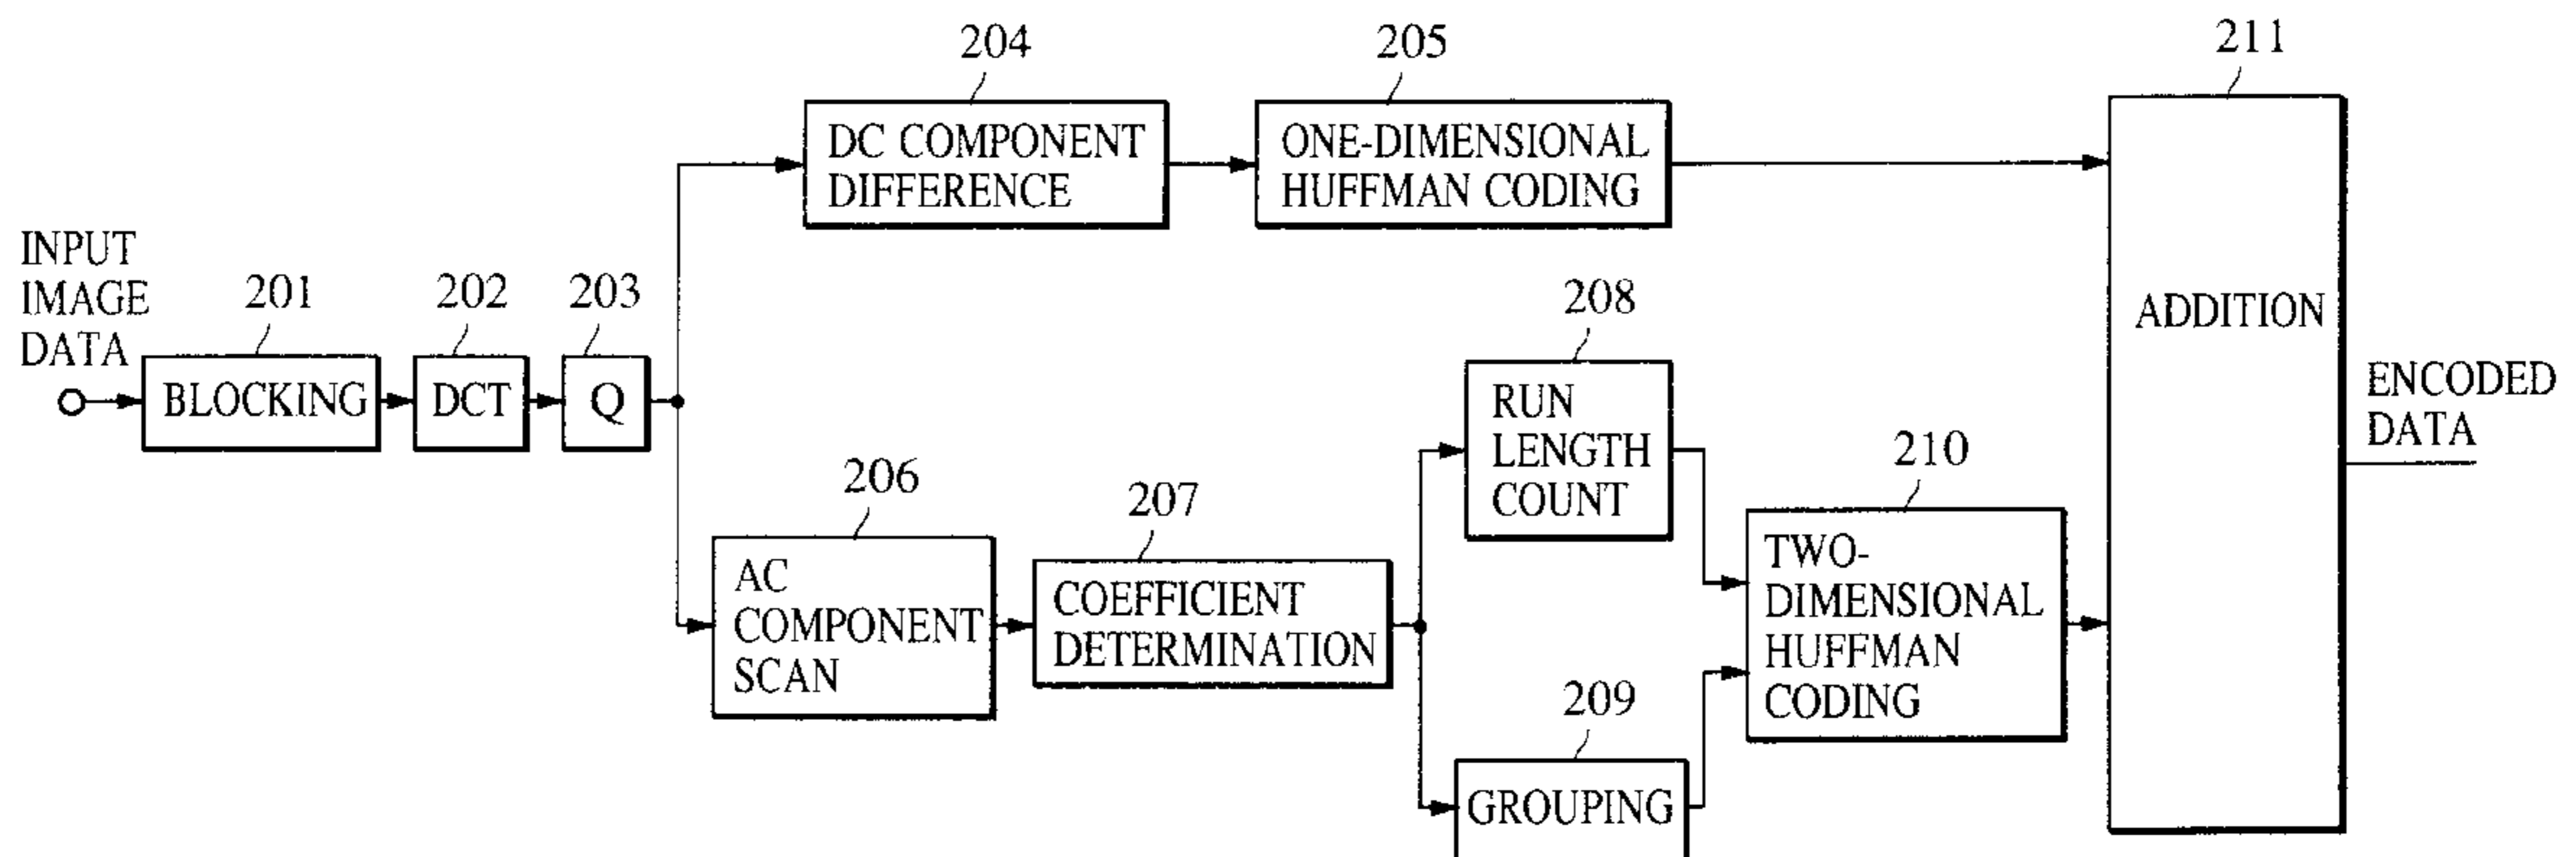 204
205
211
DC COMPONENT
DIFFERENCE
ONE-DIMENSIONAL
HUFFMAN CODING
INPUT
IMAGE
DATA
201
202
203
BLOCKING
DCT
Q
208
RUN
LENGTH
COUNT
ADDITION
ENCODED
DATA
206
AC
COMPONENT
SCAN
207
COEFFICIENT
DETERMINATION
210
TWO-
DIMENSIONAL
HUFFMAN
CODING
209
GROUPING